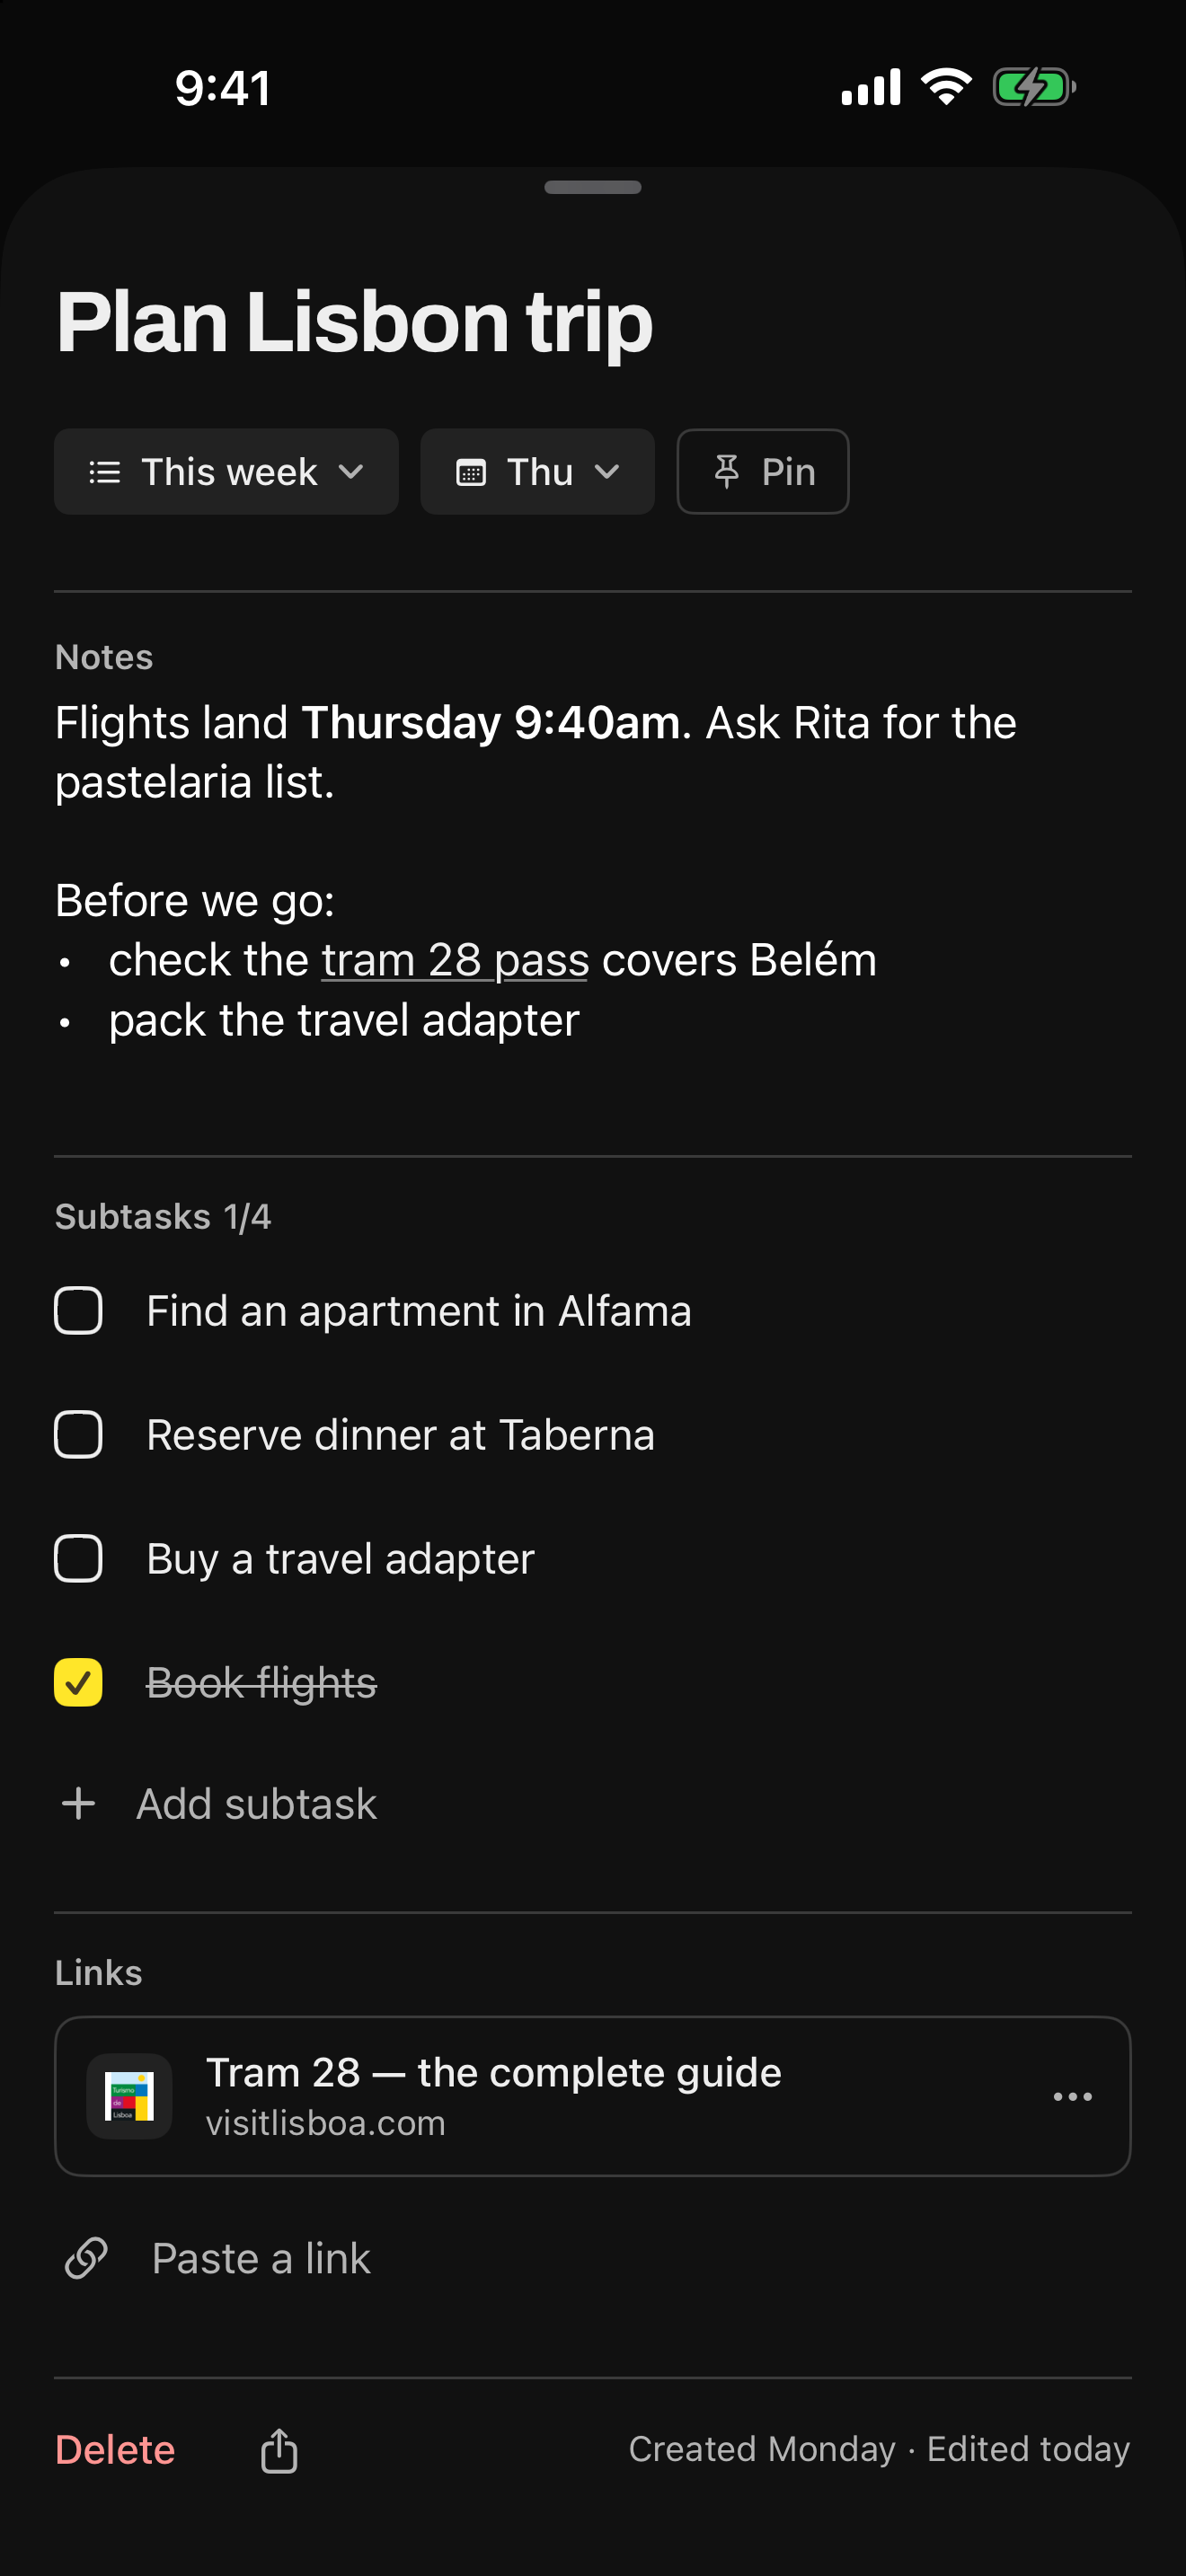 9:41
Plan Lisbon trip
This week
Thu
Pin
Notes
Flights land Thursday 9:40am. Ask Rita for the
pastelaria list.
Before we go:
• check the tram 28 pass covers Belém
• pack the travel adapter
Subtasks 1/4
Find an apartment in Alfama
Reserve dinner at Taberna
Buy a travel adapter
Book flights
Add subtask
Links
Turismo
de
Lisboa
Tram 28 — the complete guide
visitlisboa.com
Paste a link
Delete
Created Monday · Edited today